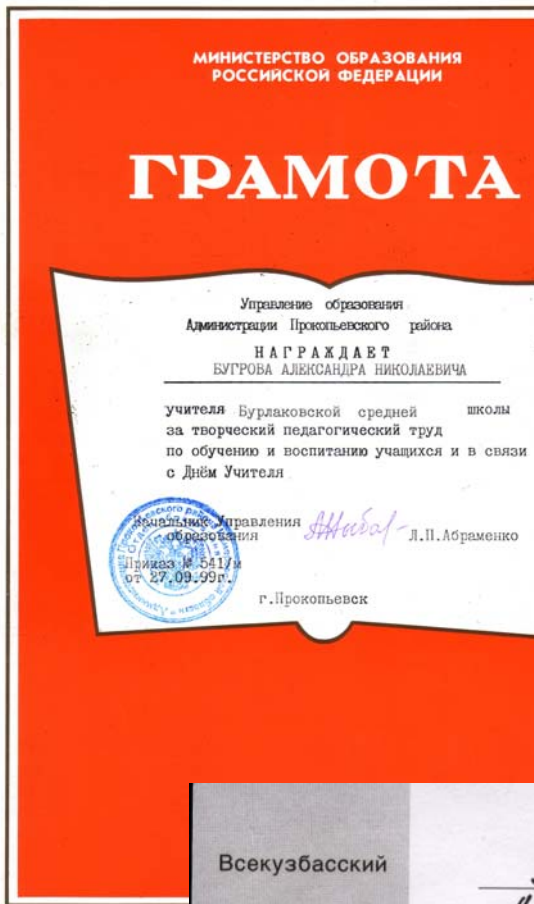 МИНИСТЕРСТВО ОБРАЗОВАНИЯ
РОССИЙСКОЙ ФЕДЕРАЦИИ
ГРАМОТА
Управление образования
Администрации Прокопьевского района
НАГРАЖДАЕТ
БУГРОВА АЛЕКСАНДРА НИКОЛАЕВИЧА
учителя Бурлаковской средней школы
за творческий педагогический труд
по обучению и воспитанию учащихся и в связи
с Днём Учителя
Начальник Управления
образования Л.П.Абраменко
Приказ № 541/м
от 27.09.99г.
г.Прокопьевск
Всекузбасский